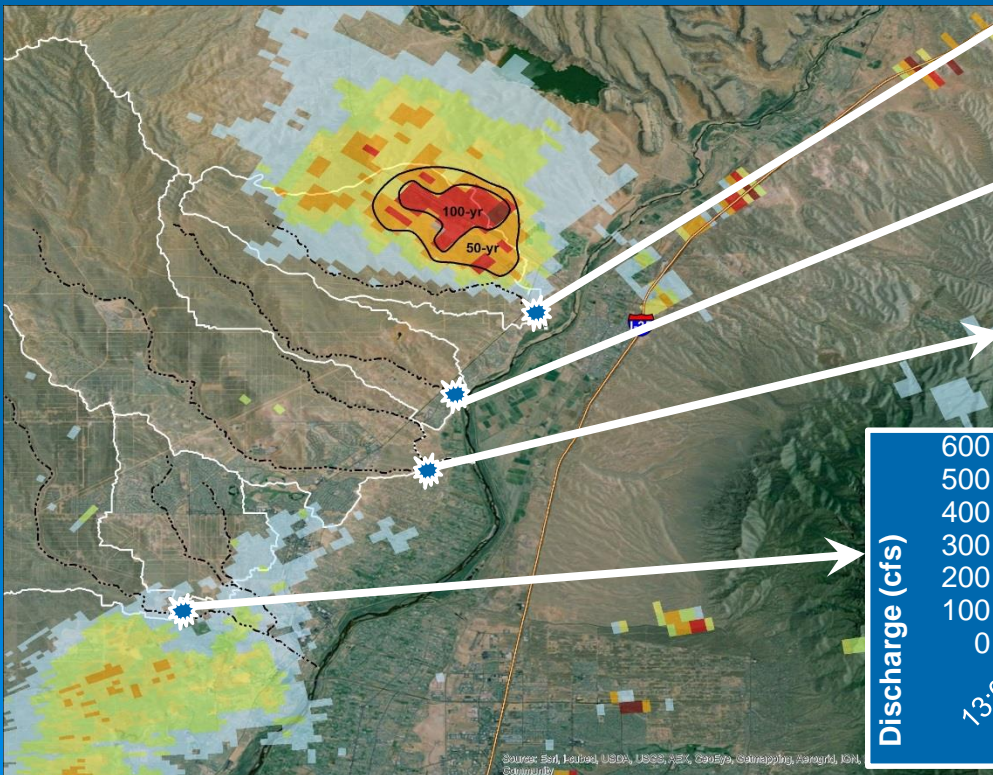 100-yr
50-yr
600
500
400
300
200
100
0
Discharge (cfs)
Source: Esri, i-cubed, USDA, USGS, AEX, GeoEye, Getmapping, Aerogrid, IGN,
Community